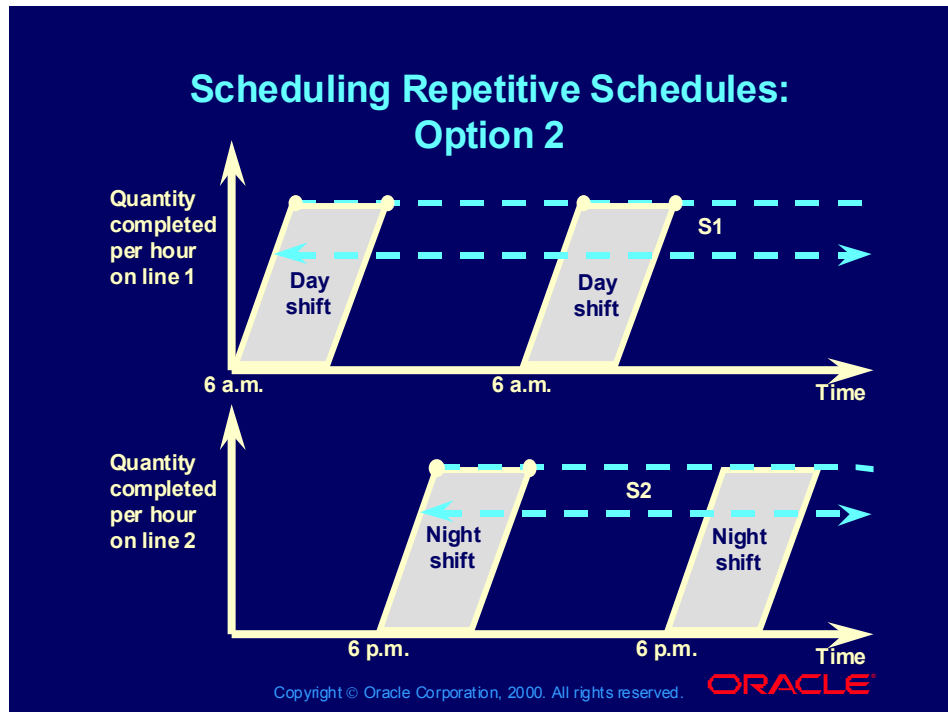 Scheduling Repetitive Schedules:
Option 2
Quantity
completed
per hour
on line 1
S1
Day
shift
Day
shift
6 a.m.
6 a.m.
Time
Quantity
completed
per hour
on line 2
S2
Night
shift
Night
shift
6 p.m.
6 p.m.
Time
Copyright © Oracle Corporation, 2000. All rights reserved.
ORACLE®